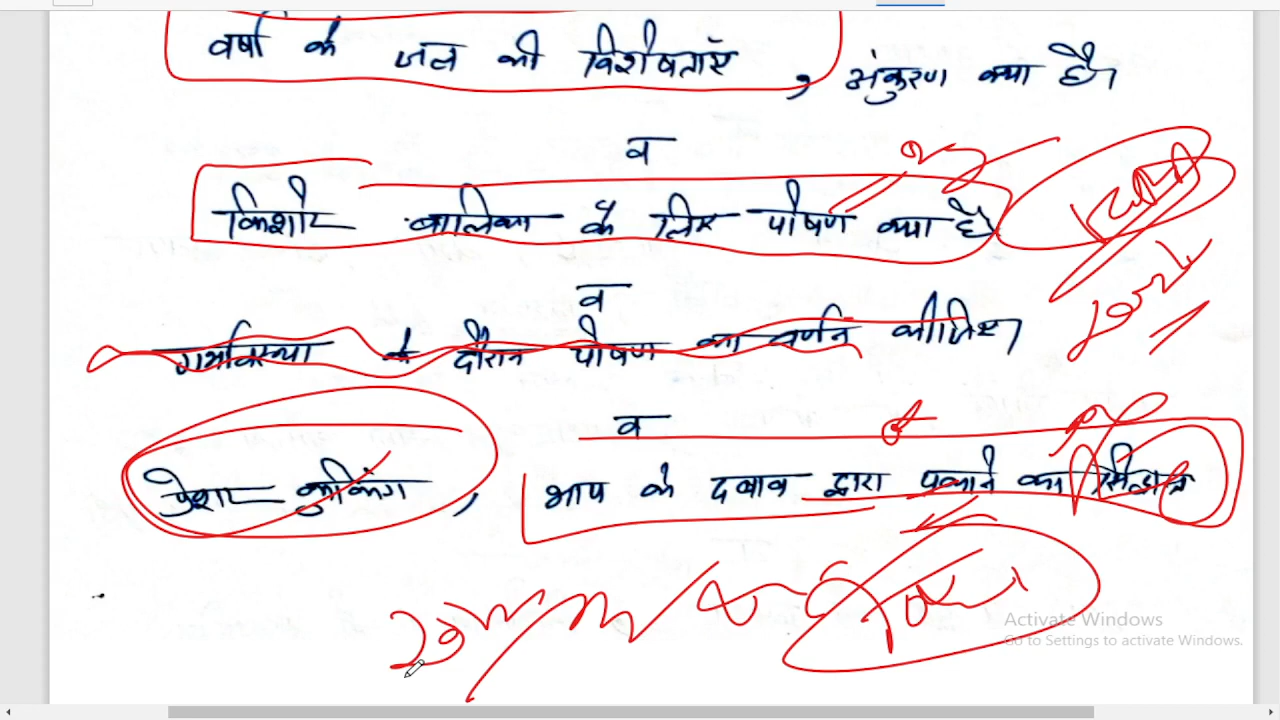 वर्षा के जल की विशेषताएँ, अंकुरण क्या है।
व
किशोर बालिका के लिए पोषण क्या है
व
गर्भावस्था के दौरान पोषण का वर्णन कीजिए।
व
प्रेशर कुकिंग, भाप के दबाव द्वारा पकाने का सिद्धांत
Activate Windows
Go to Settings to activate Windows.